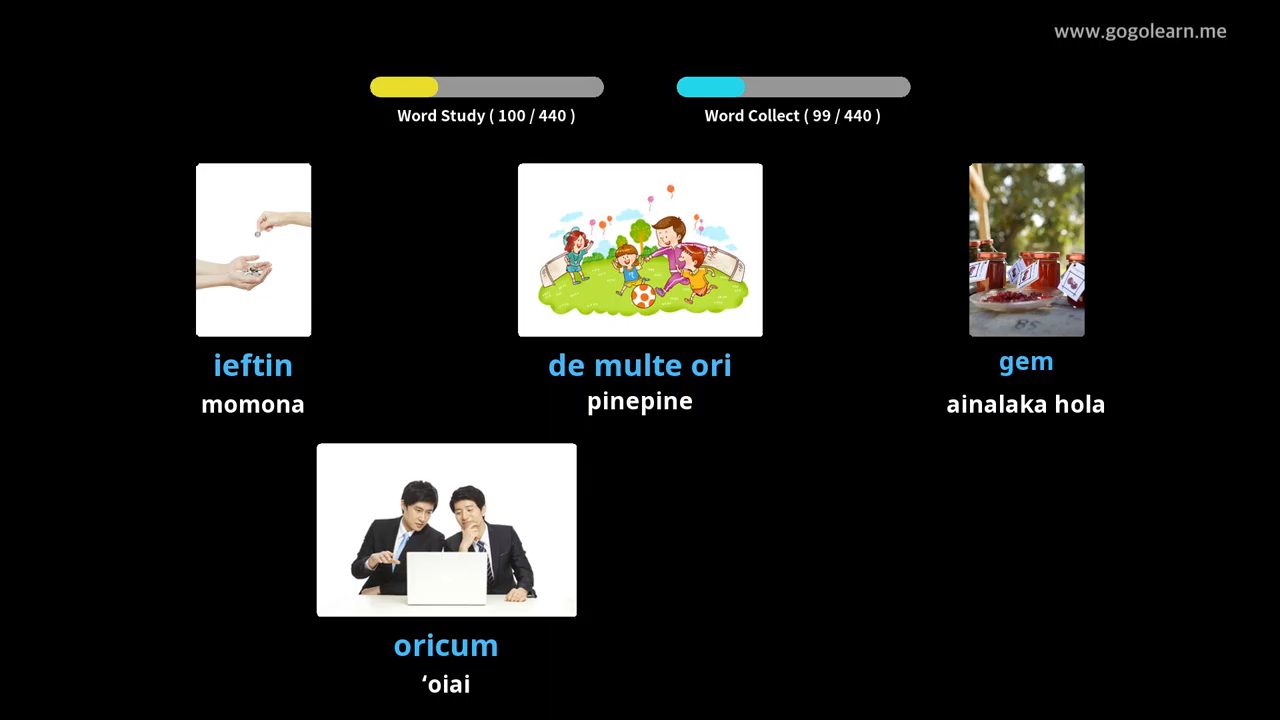 www.gogolearn.me
Word Study ( 100 / 440 )
Word Collect ( 99 / 440 )
ieftin
momona
de multe ori
pinepine
gem
ainalaka hola
oricum
ʻoiai